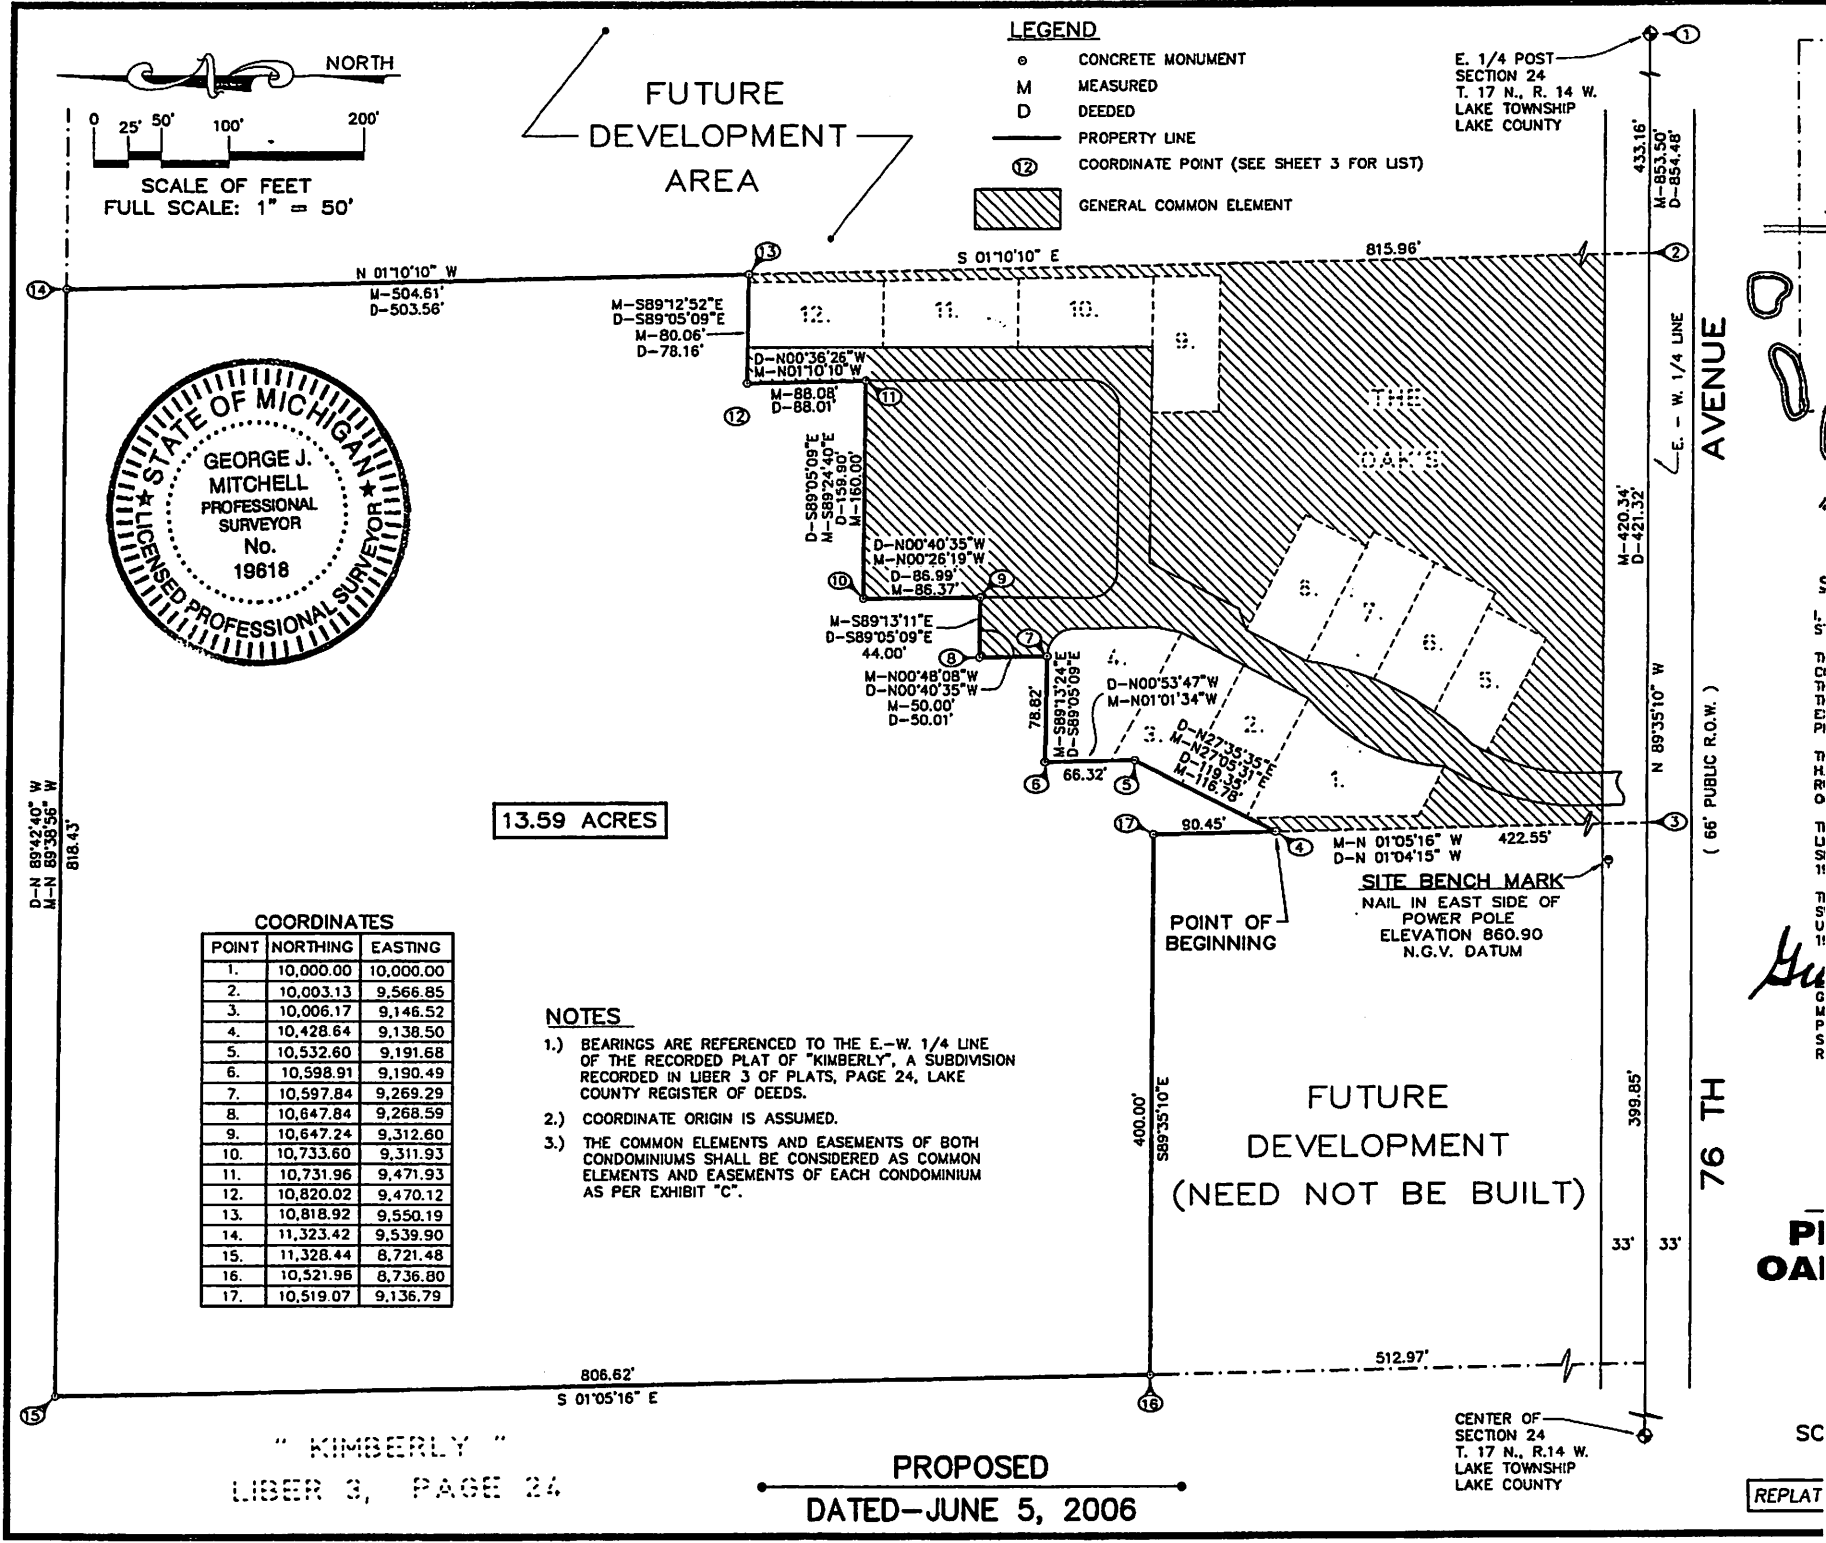 NORTH
0 25' 50' 100' 200'
SCALE OF FEET
FULL SCALE: 1" = 50'
FUTURE
DEVELOPMENT
AREA
LEGEND
CONCRETE MONUMENT
M MEASURED
D DEEDED
PROPERTY LINE
12 COORDINATE POINT (SEE SHEET 3 FOR LIST)
GENERAL COMMON ELEMENT
E. 1/4 POST
SECTION 24
T. 17 N., R. 14 W.
LAKE TOWNSHIP
LAKE COUNTY
1
433.16'
M-853.50'
D-854.48'
2
815.96'
S 01°10'10" E
13
N 01°10'10" W
M-504.61'
D-503.56'
14
M-S89°12'52"E
D-S89°05'09"E
M-80.06'
D-78.16'
12.
11.
10.
9.
D-N00°36'26"W
M-N01°10'10"W
M-88.08'
D-88.01'
11
12
THE
OAKS
E. - W. 1/4 LINE
AVENUE
STATE OF MICHIGAN
GEORGE J.
MITCHELL
PROFESSIONAL
SURVEYOR
No.
19618
LICENSED PROFESSIONAL SURVEYOR
D-S89°05'09"E
M-S89°24'40"E
D-159.90'
M-160.00'
D-N00°40'35"W
M-N00°26'19"W
D-86.99'
M-86.37'
10
9
M-420.34'
D-421.32'
M-S89°13'11"E
D-S89°05'09"E
44.00'
8
7
M-N00°48'08"W
D-N00°40'35"W
M-50.00'
D-50.01'
78.82'
M-S89°13'24"E
D-S89°05'09"E
D-N00°53'47"W
M-N01°01'34"W
8.
7.
6.
5.
4.
3.
2.
1.
D-N27°35'35"E
M-N27°05'31"E
D-119.35'
M-116.78'
6
66.32'
5
N 89°35'10" W
( 66' PUBLIC R.O.W. )
13.59 ACRES
D-N 89°42'40" W
M-N 89°38'56" W
818.43'
17
90.45'
4
3
M-N 01°05'16" W 422.55'
D-N 01°04'15" W
SITE BENCH MARK
NAIL IN EAST SIDE OF
POWER POLE
ELEVATION 860.90
N.G.V. DATUM
POINT OF
BEGINNING
COORDINATES
POINT NORTHING EASTING
1. 10,000.00 10,000.00
2. 10,003.13 9,566.85
3. 10,006.17 9,146.52
4. 10,428.64 9,138.50
5. 10,532.60 9,191.68
6. 10,598.91 9,190.49
7. 10,597.84 9,269.29
8. 10,647.84 9,268.59
9. 10,647.24 9,312.60
10. 10,733.60 9,311.93
11. 10,731.96 9,471.93
12. 10,820.02 9,470.12
13. 10,818.92 9,550.19
14. 11,323.42 9,539.90
15. 11,328.44 8,721.48
16. 10,521.96 8,736.80
17. 10,519.07 9,136.79
NOTES
1.) BEARINGS ARE REFERENCED TO THE E.-W. 1/4 LINE
OF THE RECORDED PLAT OF "KIMBERLY", A SUBDIVISION
RECORDED IN LIBER 3 OF PLATS, PAGE 24, LAKE
COUNTY REGISTER OF DEEDS.
2.) COORDINATE ORIGIN IS ASSUMED.
3.) THE COMMON ELEMENTS AND EASEMENTS OF BOTH
CONDOMINIUMS SHALL BE CONSIDERED AS COMMON
ELEMENTS AND EASEMENTS OF EACH CONDOMINIUM
AS PER EXHIBIT "C".
400.00'
S89°35'10"E
FUTURE
DEVELOPMENT
(NEED NOT BE BUILT)
399.85'
76 TH
33' 33'
806.62'
S 01°05'16" E
512.97'
15
16
CENTER OF
SECTION 24
T. 17 N., R.14 W.
LAKE TOWNSHIP
LAKE COUNTY
" KIMBERLY "
LIBER 3, PAGE 24
PROPOSED
DATED-JUNE 5, 2006
REPLAT